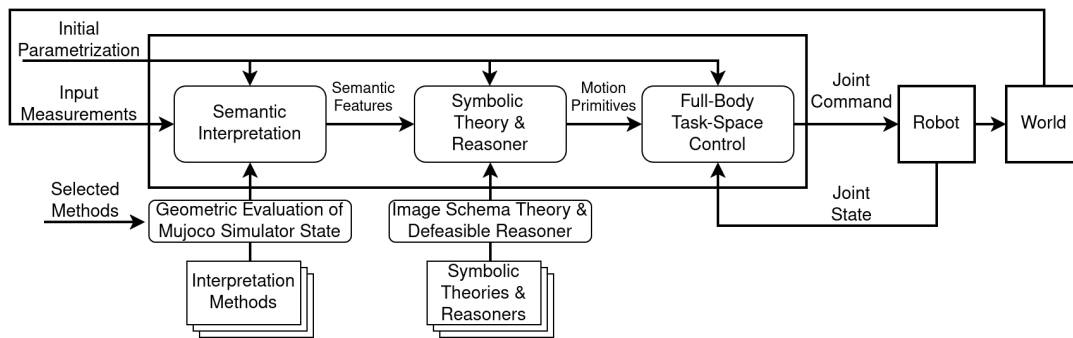 Initial
Parametrization
Input
Measurements
Semantic
Interpretation
Semantic
Features
Symbolic
Theory &
Reasoner
Motion
Primitives
Full-Body
Task-Space
Control
Joint
Command
Robot
World
Joint
State
Selected
Methods
Geometric Evaluation of
Mujoco Simulator State
Image Schema Theory &
Defeasible Reasoner
Interpretation
Methods
Symbolic
Theories &
Reasoners